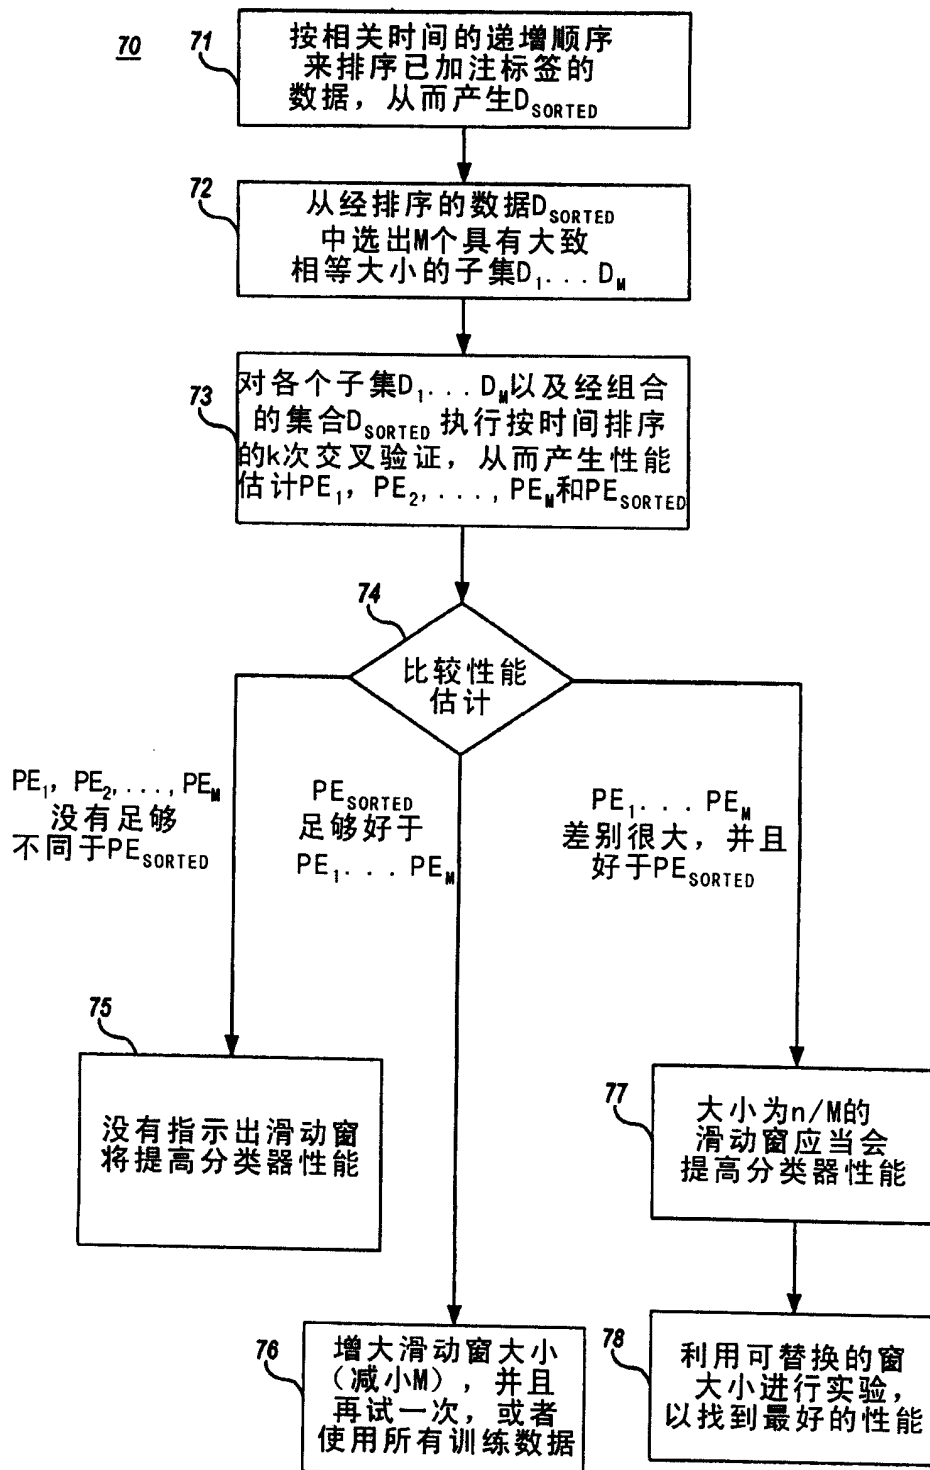 70
71
按相关时间的递增顺序
来排序已加注标签的
数据，从而产生D_SORTED
72
从经排序的数据D_SORTED
中选出M个具有大致
相等大小的子集D_1...D_M
73
对各个子集D_1...D_M以及经组合
的集合D_SORTED 执行按时间排序
的k次交叉验证，从而产生性能
估计PE_1, PE_2,..., PE_M和PE_SORTED
74
比较性能
估计
PE_1, PE_2,..., PE_M
没有足够
不同于PE_SORTED
PE_SORTED
足够好于
PE_1...PE_M
PE_1...PE_M
差别很大，并且
好于PE_SORTED
75
没有指示出滑动窗
将提高分类器性能
76
增大滑动窗大小
（减小M），并且
再试一次，或者
使用所有训练数据
77
大小为n/M的
滑动窗应当会
提高分类器性能
78
利用可替换的窗
大小进行实验，
以找到最好的性能